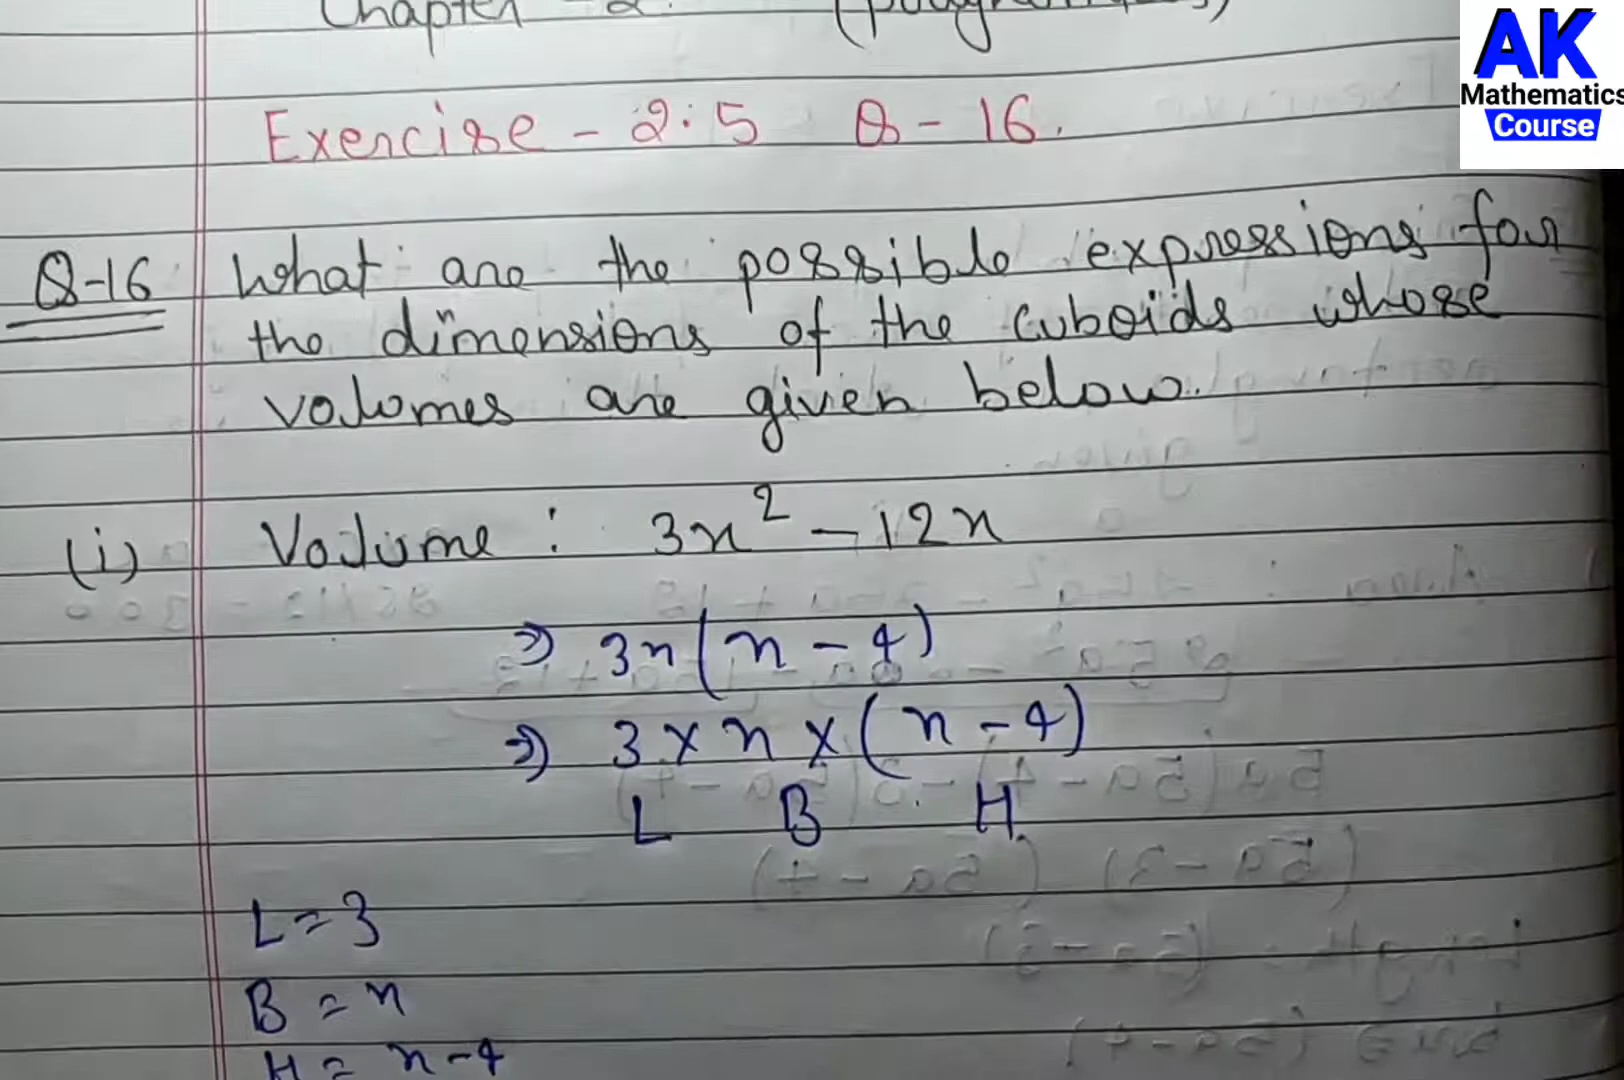 Chapter - 2.
AK
Mathematics
Course
Exercise - 2.5 Q - 16.
Q-16 What are the possible expressions for
the dimensions of the cuboids whose
volumes are given below.
(i) Volume : 3x² - 12x
⇒ 3x(x - 4)
⇒ 3 × x × (x - 4)
L B H
L = 3
B = x
H = x - 4